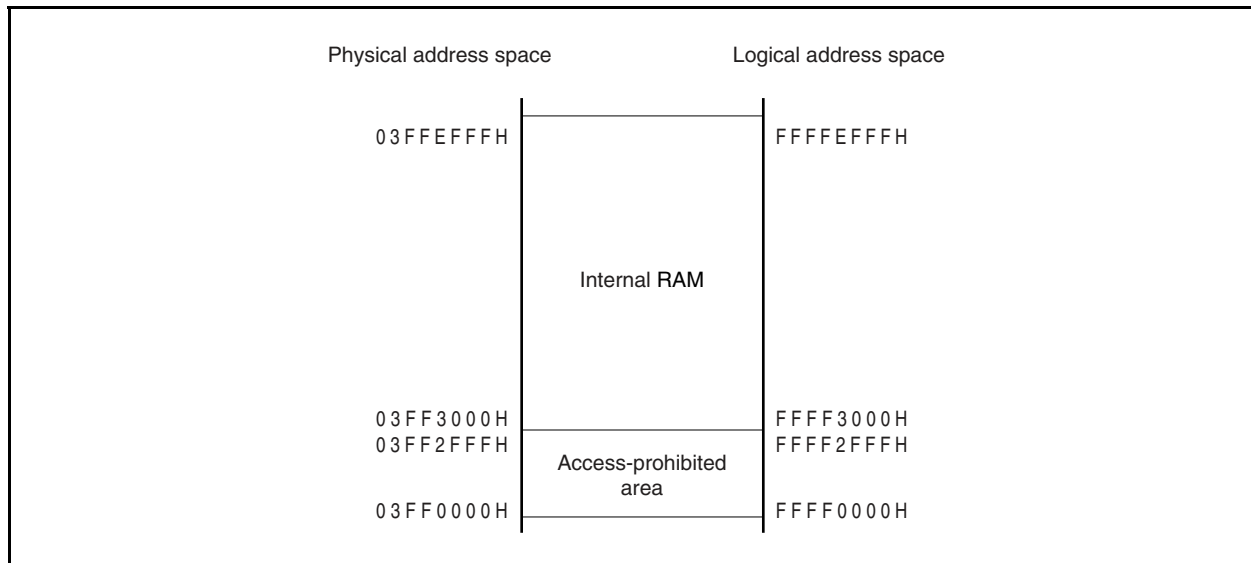 Physical address space Logical address space
03FFEFFFH FFFFEFFFH
Internal RAM
03FF3000H FFFF3000H
03FF2FFFH FFFF2FFFH
Access-prohibited
area
03FF0000H FFFF0000H